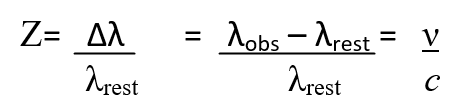 Z= Δλ = λobs – λrest = v
λrest λrest c